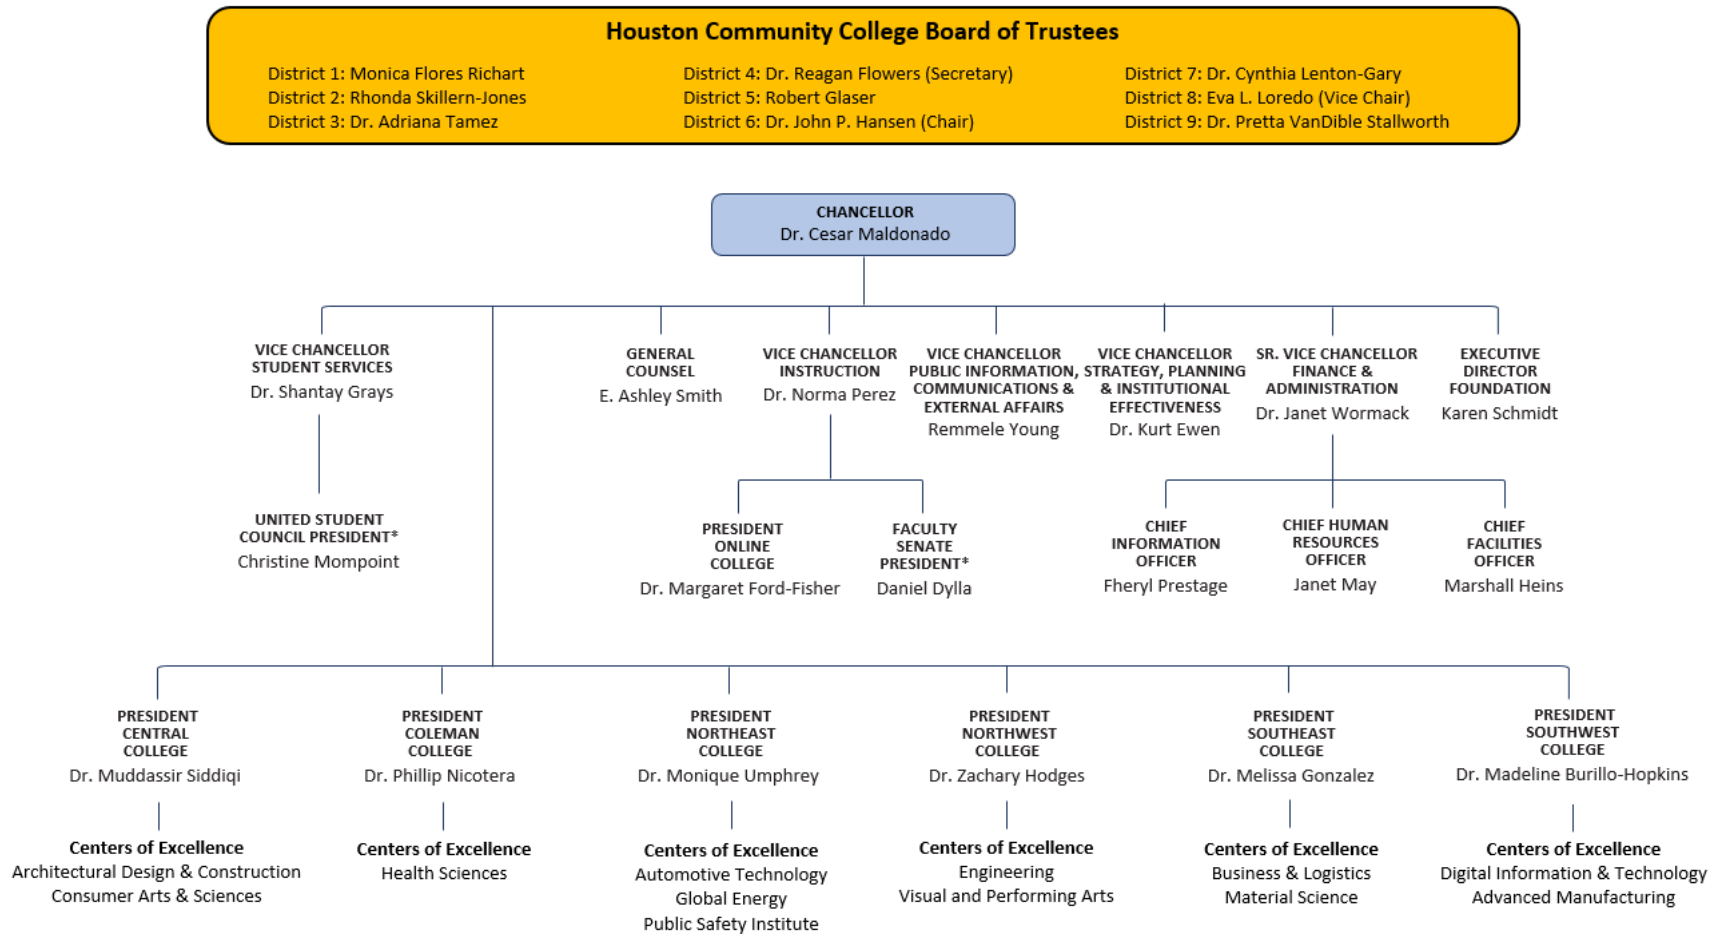 Houston Community College Board of Trustees
District 1: Monica Flores Richart
District 2: Rhonda Skillern-Jones
District 3: Dr. Adriana Tamez
District 4: Dr. Reagan Flowers (Secretary)
District 5: Robert Glaser
District 6: Dr. John P. Hansen (Chair)
District 7: Dr. Cynthia Lenton-Gary
District 8: Eva L. Loredo (Vice Chair)
District 9: Dr. Pretta VanDible Stallworth
CHANCELLOR
Dr. Cesar Maldonado
VICE CHANCELLOR
STUDENT SERVICES
Dr. Shantay Grays
GENERAL
COUNSEL
E. Ashley Smith
VICE CHANCELLOR
INSTRUCTION
Dr. Norma Perez
VICE CHANCELLOR
PUBLIC INFORMATION,
COMMUNICATIONS &
EXTERNAL AFFAIRS
Remmele Young
VICE CHANCELLOR
STRATEGY, PLANNING
& INSTITUTIONAL
EFFECTIVENESS
Dr. Kurt Ewen
SR. VICE CHANCELLOR
FINANCE &
ADMINISTRATION
Dr. Janet Wormack
EXECUTIVE
DIRECTOR
FOUNDATION
Karen Schmidt
UNITED STUDENT
COUNCIL PRESIDENT*
Christine Mompoint
PRESIDENT
ONLINE
COLLEGE
Dr. Margaret Ford-Fisher
FACULTY
SENATE
PRESIDENT*
Daniel Dylla
CHIEF
INFORMATION
OFFICER
Fheryl Prestage
CHIEF HUMAN
RESOURCES
OFFICER
Janet May
CHIEF
FACILITIES
OFFICER
Marshall Heins
PRESIDENT
CENTRAL
COLLEGE
Dr. Muddassir Siddiqi
PRESIDENT
COLEMAN
COLLEGE
Dr. Phillip Nicotera
PRESIDENT
NORTHEAST
COLLEGE
Dr. Monique Umphrey
PRESIDENT
NORTHWEST
COLLEGE
Dr. Zachary Hodges
PRESIDENT
SOUTHEAST
COLLEGE
Dr. Melissa Gonzalez
PRESIDENT
SOUTHWEST
COLLEGE
Dr. Madeline Burillo-Hopkins
Centers of Excellence
Architectural Design & Construction
Consumer Arts & Sciences
Centers of Excellence
Health Sciences
Centers of Excellence
Automotive Technology
Global Energy
Public Safety Institute
Centers of Excellence
Engineering
Visual and Performing Arts
Centers of Excellence
Business & Logistics
Material Science
Centers of Excellence
Digital Information & Technology
Advanced Manufacturing